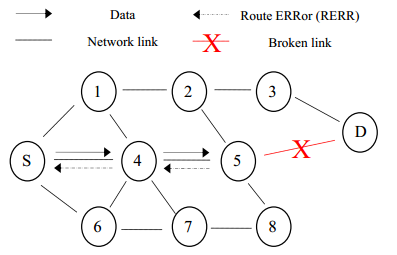 Data Route ERRor (RERR)
Network link X Broken link
1 2 3
D
S 4 5 X
6 7 8